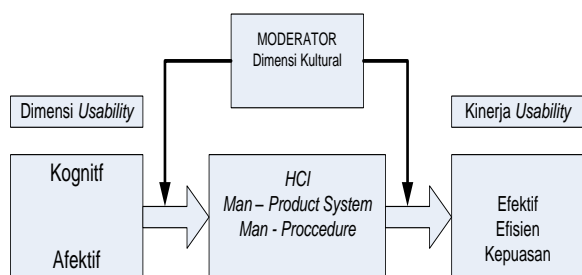 MODERATOR
Dimensi Kultural
Dimensi Usability
Kinerja Usability
Kognitf
Afektif
HCI
Man – Product System
Man - Proccedure
Efektif
Efisien
Kepuasan